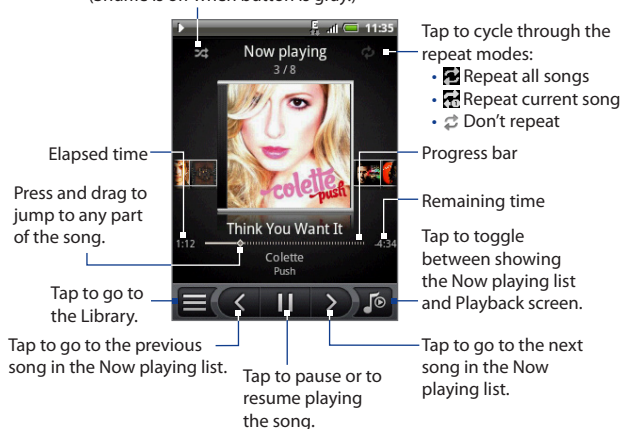 (Shuffle is off when button is gray.)
11:35
Now playing
3 / 8
colette
push
Think You Want It
1:12
-4:34
Colette
Push
Tap to cycle through the
repeat modes:
• Repeat all songs
• Repeat current song
• Don't repeat
Elapsed time
Progress bar
Press and drag to
jump to any part
of the song.
Remaining time
Tap to toggle
between showing
the Now playing list
and Playback screen.
Tap to go to
the Library.
Tap to go to the previous
song in the Now playing list.
Tap to pause or to
resume playing
the song.
Tap to go to the next
song in the Now
playing list.